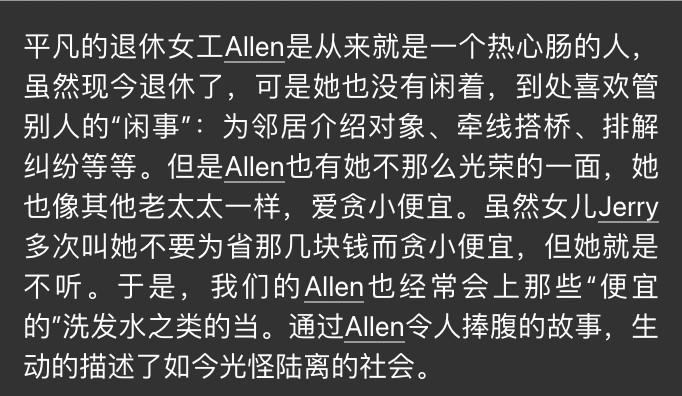 平凡的退休女工Allen是从来就是一个热心肠的人，
虽然现今退休了，可是她也没有闲着，到处喜欢管
别人的“闲事”：为邻居介绍对象、牵线搭桥、排解
纠纷等等。但是Allen也有她不那么光荣的一面，她
也像其他老太太一样，爱贪小便宜。虽然女儿Jerry
多次叫她不要为省那几块钱而贪小便宜，但她就是
不听。于是，我们的Allen也经常会上那些“便宜
的”洗发水之类的当。通过Allen令人捧腹的故事，生
动的描述了如今光怪陆离的社会。